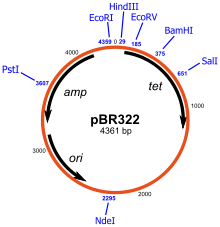 HindIII
EcoRI EcoRV
4359 0 29 185
BamHI
375
4000
SalI
651
PstI
3607
amp
tet
1000
pBR322
4361 bp
ori
3000
2000
2295
NdeI